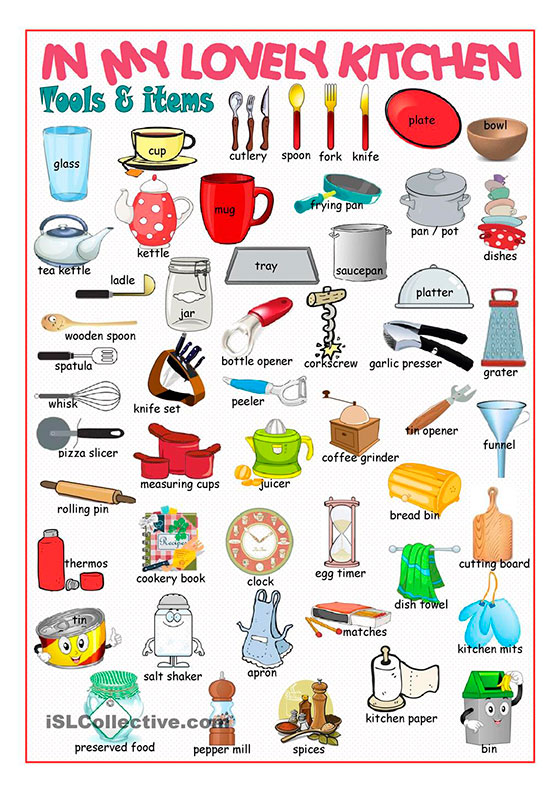 IN MY LOVELY KITCHEN
Tools & items
glass
cup
cutlery
spoon
fork
knife
plate
bowl
tea kettle
kettle
mug
frying pan
pan / pot
dishes
ladle
jar
tray
saucepan
platter
wooden spoon
bottle opener
corkscrew
garlic presser
grater
spatula
whisk
knife set
peeler
coffee grinder
tin opener
funnel
pizza slicer
measuring cups
juicer
rolling pin
bread bin
cutting board
thermos
Recipes
cookery book
clock
egg timer
dish towel
tin
salt shaker
apron
matches
kitchen mits
kitchen paper
iSLCollective.com
preserved food
pepper mill
spices
bin